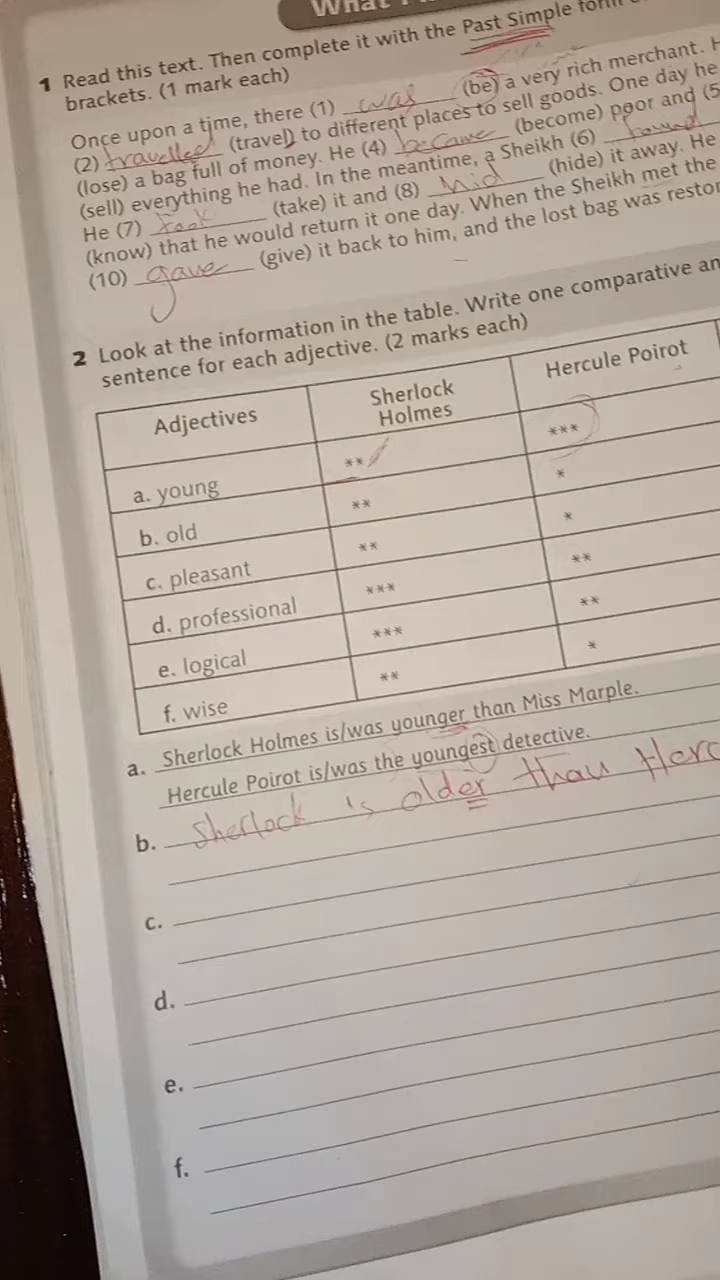 What
1 Read this text. Then complete it with the Past Simple form
brackets. (1 mark each)
Once upon a time, there (1) was (be) a very rich merchant. H
(2) travelled (travel) to different places to sell goods. One day he
(lose) a bag full of money. He (4) became (become) poor and (5
(sell) everything he had. In the meantime, a Sheikh (6) found
He (7) took (take) it and (8) hid (hide) it away. He
(know) that he would return it one day. When the Sheikh met the
(10) gave (give) it back to him, and the lost bag was restor
2 Look at the information in the table. Write one comparative an
sentence for each adjective. (2 marks each)
Adjectives Sherlock Holmes Hercule Poirot
a. young ** ***
b. old ** *
c. pleasant ** *
d. professional *** **
e. logical *** **
f. wise ** *
a. Sherlock Holmes is/was younger than Miss Marple.
Hercule Poirot is/was the youngest detective.
b. Sherlock is older than Herc
c.
d.
e.
f.